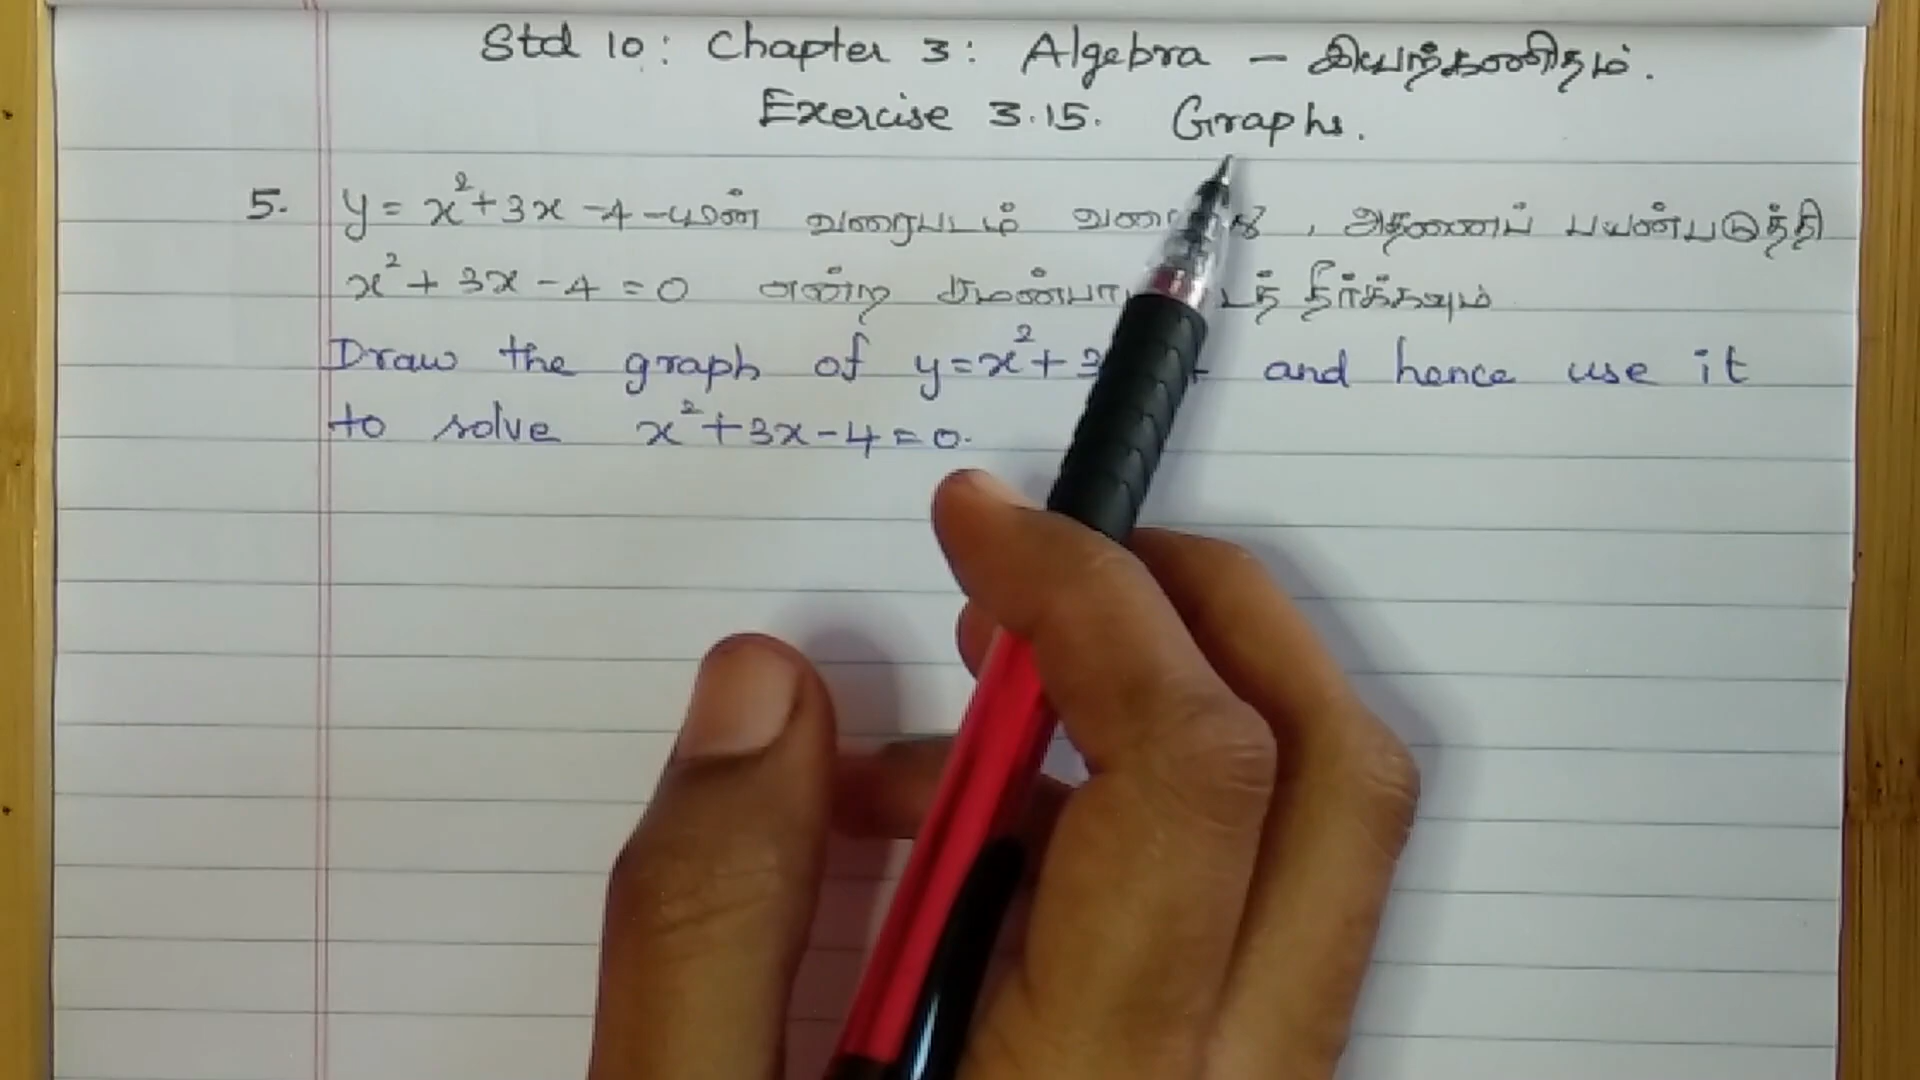 Std 10: Chapter 3: Algebra – இயற்கணிதம்.
Exercise 3.15. Graphs.
5. y = x² + 3x - 4 -யின் வரைபடம் , அதனைப் பயன்படுத்தி
x² + 3x - 4 = 0 என்ற தீர்க்கவும்
Draw the graph of y = x² + and hence use it
to solve x² + 3x - 4 = 0.